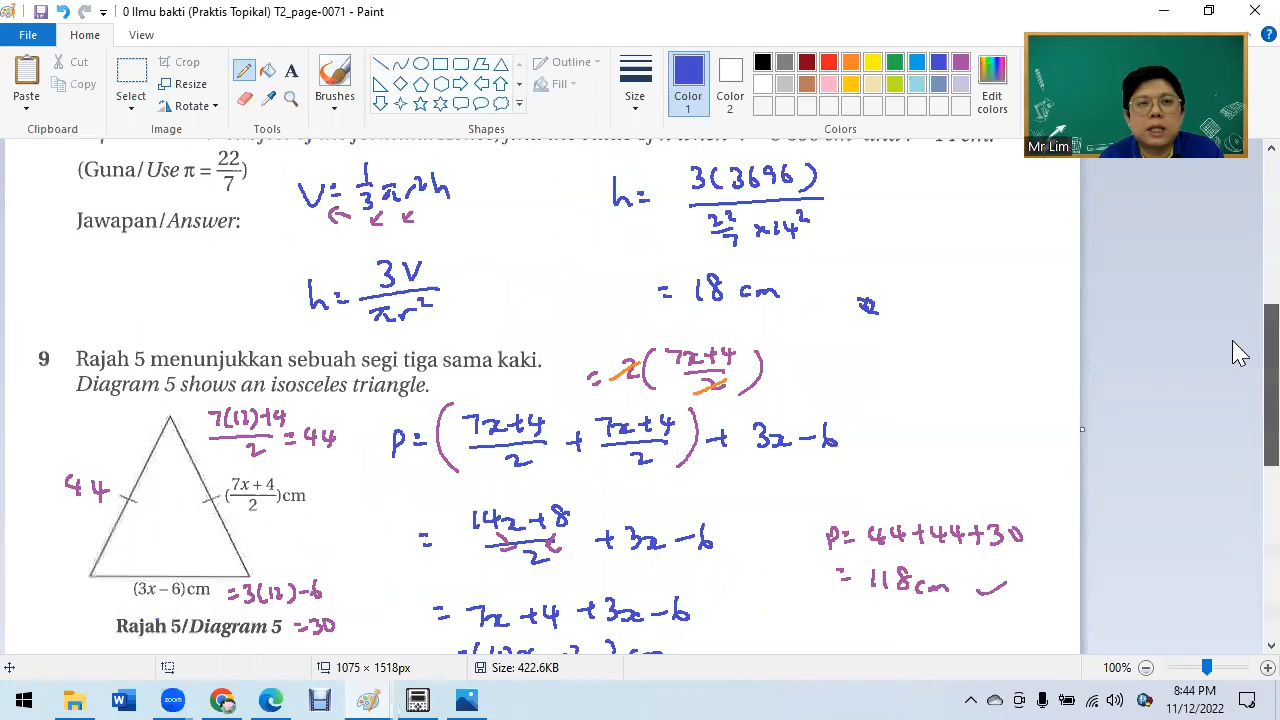 0 Ilmu bakti (Praktis Topikal) T2_page-0071 - Paint
File Home View
Paste Cut Copy Clipboard
Select Crop Resize Rotate Image
A Tools
Brushes
Outline Fill Shapes
Size
Color 1 Color 2 Edit colors Colors
Mr Lim
(Guna/Use π = 22/7)
Jawapan/Answer:
V = 1/3 πr²h
h = 3V/πr²
h = 3(3696) / (22/7 × 14²)
= 18 cm
9 Rajah 5 menunjukkan sebuah segi tiga sama kaki.
Diagram 5 shows an isosceles triangle.
= 2((7x+4)/2)
(7(12)+4)/2 = 44
P = ((7x+4)/2 + (7x+4)/2) + 3x - 6
44
((7x + 4)/2) cm
= (14x+8)/2 + 3x - 6
P = 44+44+30
= 118cm ✓
(3x – 6) cm = 3(12)-6
= 30
Rajah 5/Diagram 5
= 7x + 4 + 3x - 6
1075 × 1518px
Size: 422.6KB
100%
zoom
8:44 PM
11/12/2022